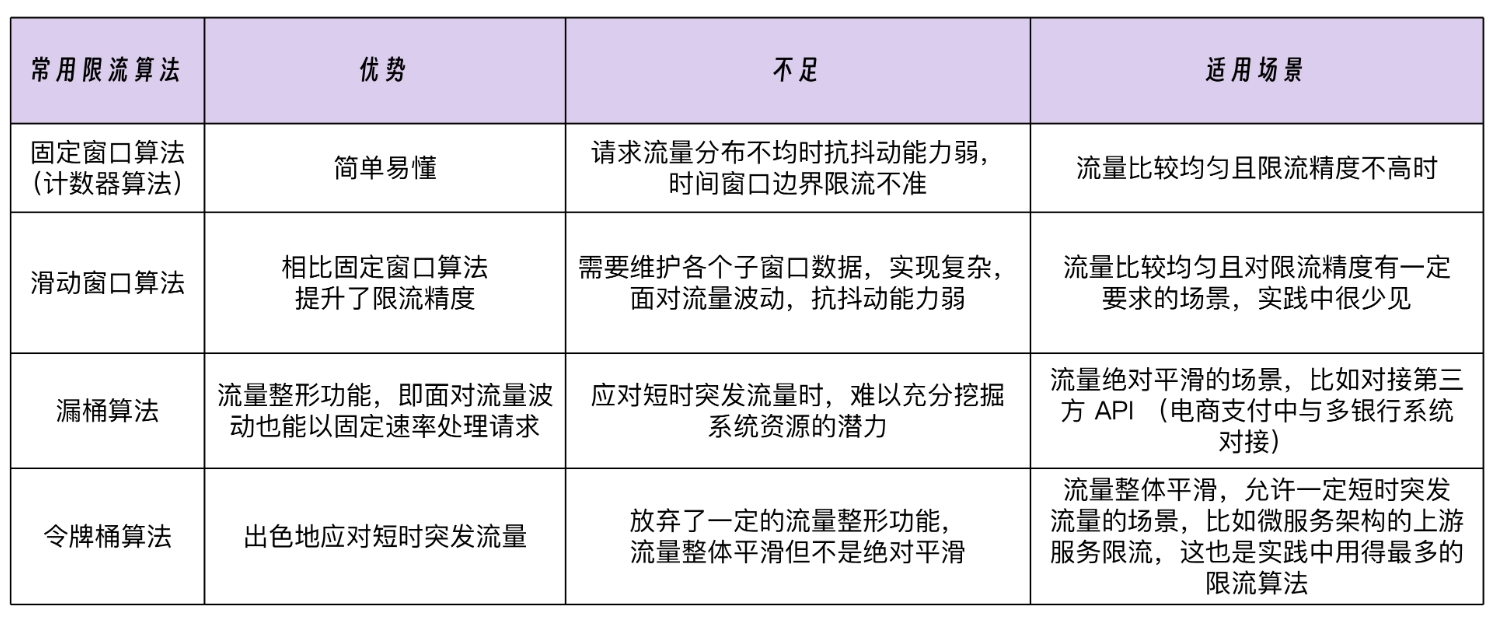 常用限流算法
优势
不足
适用场景
固定窗口算法
(计数器算法)
简单易懂
请求流量分布不均时抗抖动能力弱，
时间窗口边界限流不准
流量比较均匀且限流精度不高时
滑动窗口算法
相比固定窗口算法
提升了限流精度
需要维护各个子窗口数据，实现复杂，
面对流量波动，抗抖动能力弱
流量比较均匀且对限流精度有一定
要求的场景，实践中很少见
漏桶算法
流量整形功能，即面对流量波
动也能以固定速率处理请求
应对短时突发流量时，难以充分挖掘
系统资源的潜力
流量绝对平滑的场景，比如对接第三
方 API （电商支付中与多银行系统
对接）
令牌桶算法
出色地应对短时突发流量
放弃了一定的流量整形功能，
流量整体平滑但不是绝对平滑
流量整体平滑，允许一定短时突发
流量的场景，比如微服务架构的上游
服务限流，这也是实践中用得最多的
限流算法